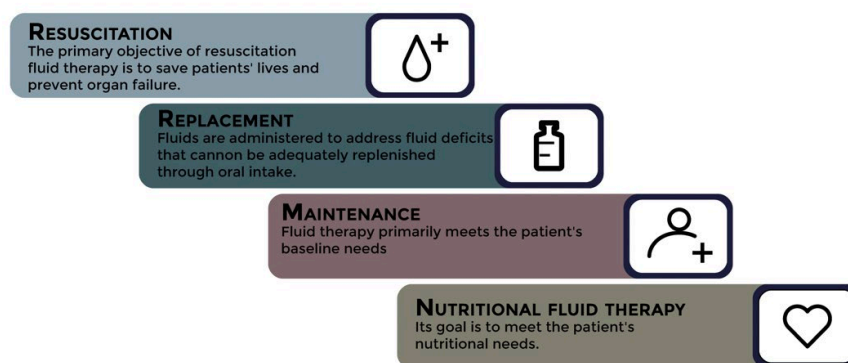 RESUSCITATION
The primary objective of resuscitation
fluid therapy is to save patients' lives and
prevent organ failure.
REPLACEMENT
Fluids are administered to address fluid deficits
that cannon be adequately replenished
through oral intake.
MAINTENANCE
Fluid therapy primarily meets the patient's
baseline needs
NUTRITIONAL FLUID THERAPY
Its goal is to meet the patient's
nutritional needs.